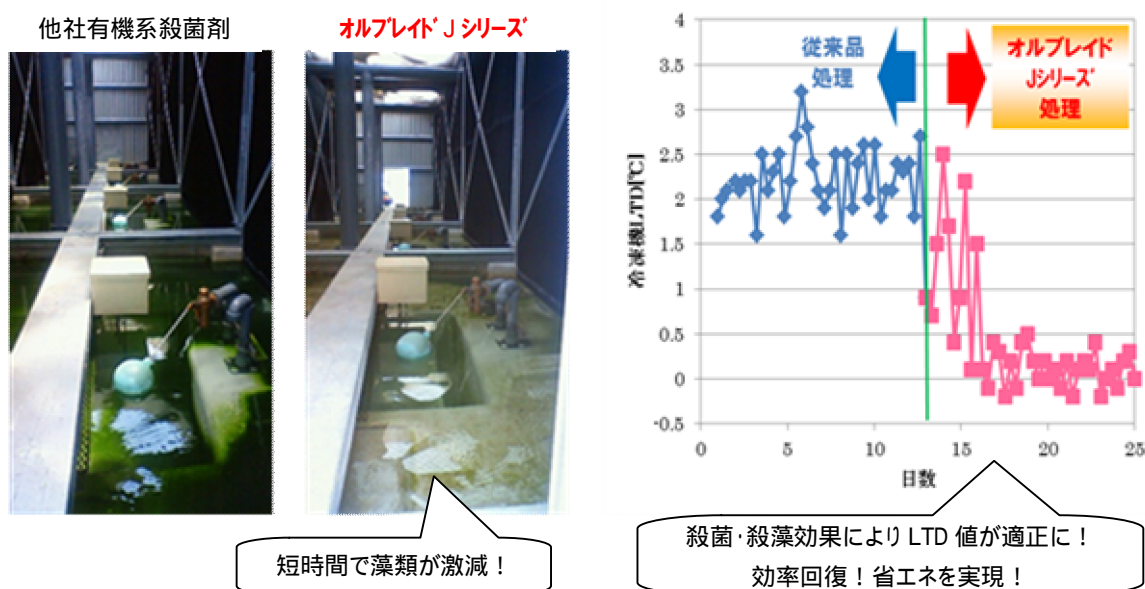 他社有機系殺菌剤
オルブレイド Jシリーズ
短時間で藻類が激減！
4
3.5
3
2.5
2
1.5
1
0.5
0
-0.5
冷凍機LTD[℃]
従来品
処理
オルブレイド
Jシリーズ
処理
0 5 10 15 20 25
日数
殺菌・殺藻効果により LTD 値が適正に！
効率回復！省エネを実現！